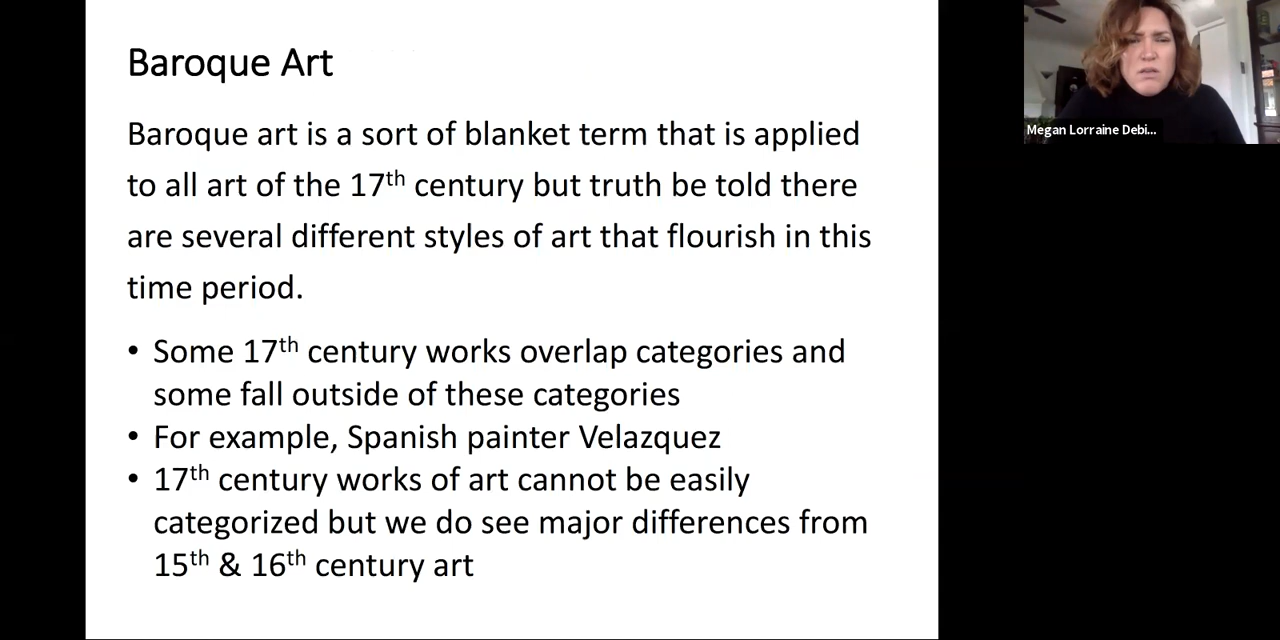 Baroque Art
Baroque art is a sort of blanket term that is applied
to all art of the 17th century but truth be told there
are several different styles of art that flourish in this
time period.
• Some 17th century works overlap categories and
some fall outside of these categories
• For example, Spanish painter Velazquez
• 17th century works of art cannot be easily
categorized but we do see major differences from
15th & 16th century art
Megan Lorraine Debi...